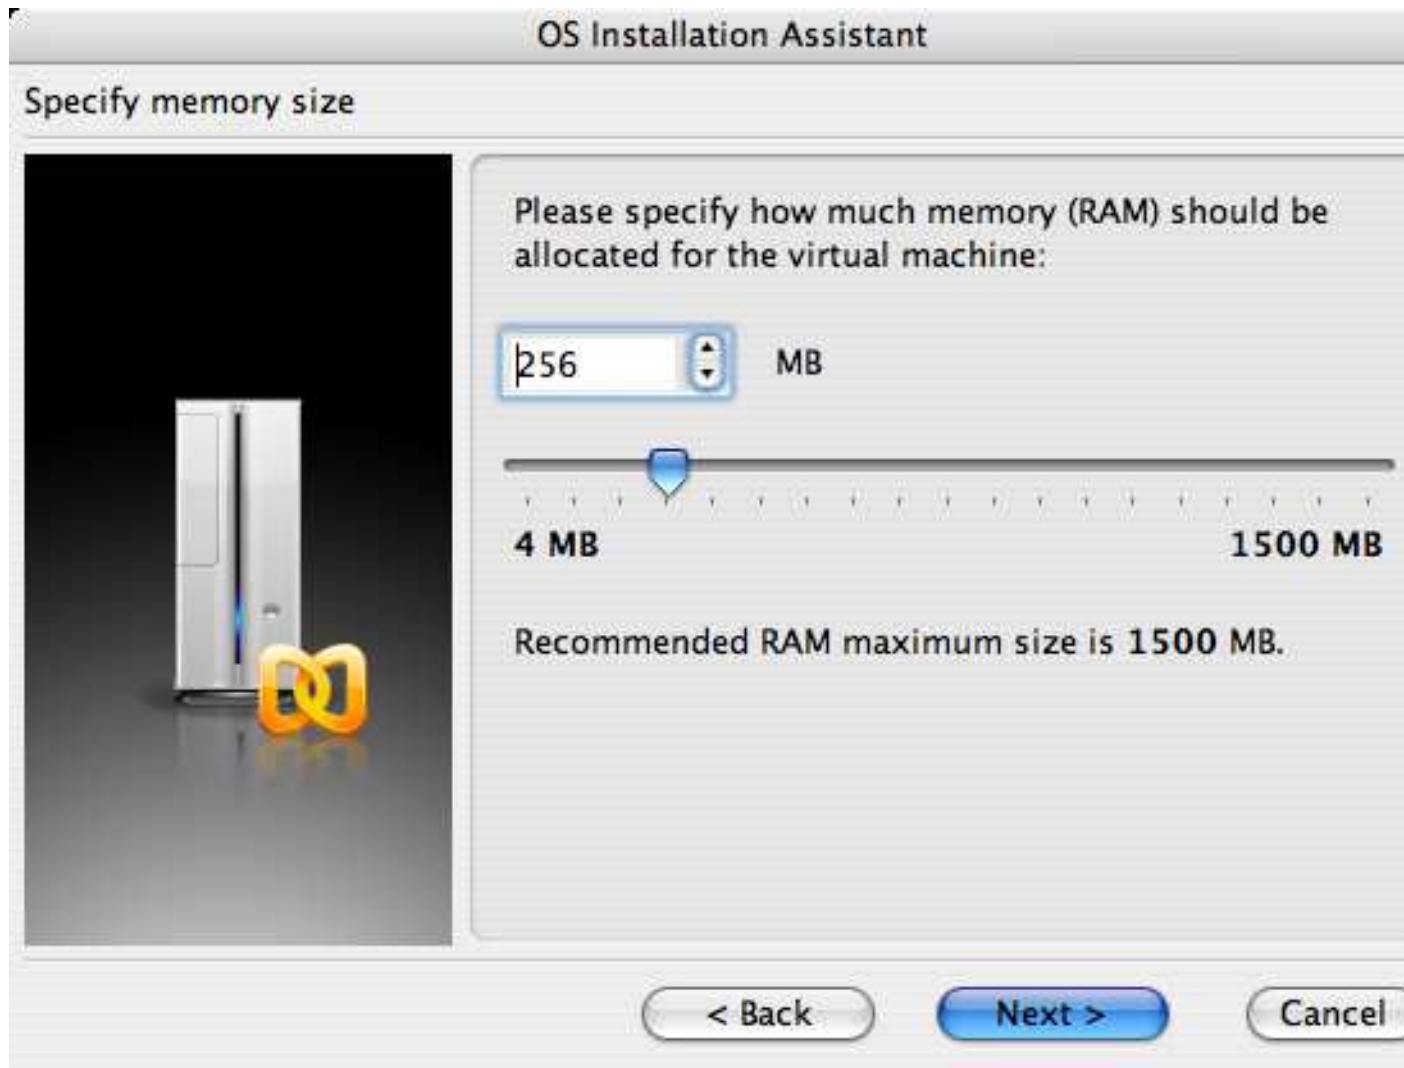 OS Installation Assistant
Specify memory size
Please specify how much memory (RAM) should be
allocated for the virtual machine:
256 MB
4 MB 1500 MB
Recommended RAM maximum size is 1500 MB.
< Back Next > Cancel